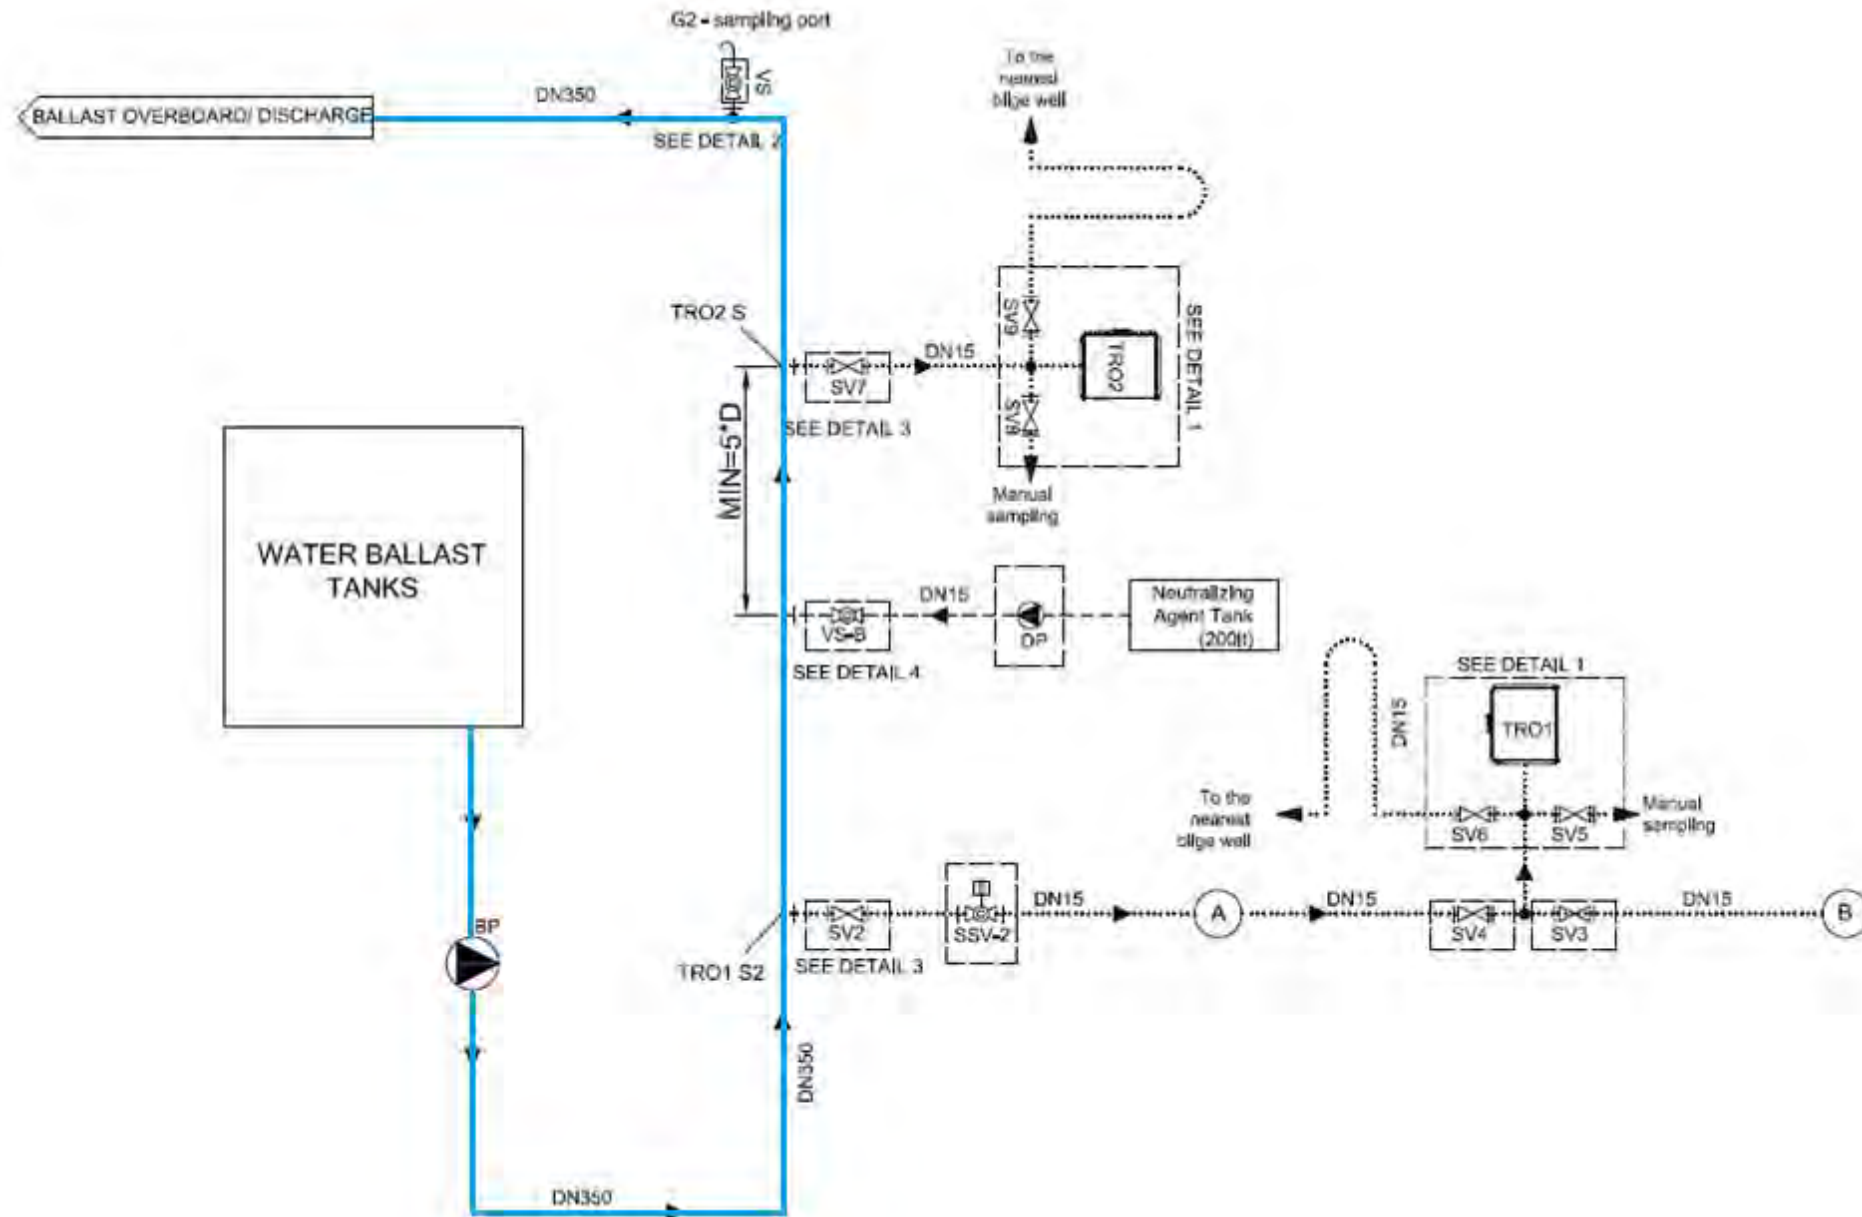 G2 - sampling port
VS
DN350
BALLAST OVERBOARD/ DISCHARGE
SEE DETAIL 2
To the
nearest
bilge well
TRO2 S
SV9
TRO2
SEE DETAIL 1
DN15
SV7
SV8
SEE DETAIL 3
MIN=5*D
Manual
sampling
WATER BALLAST
TANKS
DN15
VS-8
DP
Neutralizing
Agent Tank
(200lt)
SEE DETAIL 4
SEE DETAIL 1
DN15
TRO1
To the
nearest
bilge well
SV6
SV5
Manual
sampling
BP
TRO1 S2
SV2
SEE DETAIL 3
SSV-2
DN15
A
DN15
SV4
SV3
DN15
B
DN350
DN350